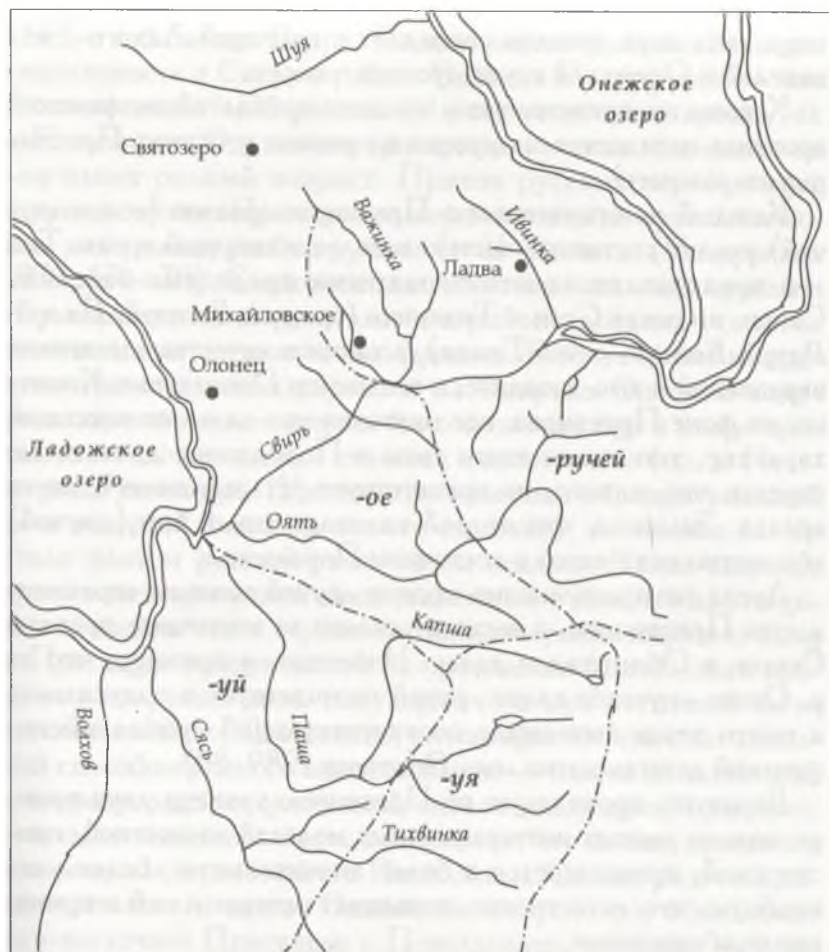 Шуя
Онежское
озеро
Святозеро
Важинка
Ивинка
Ладва
Михайловское
Олонец
Свирь
Ладожское
озеро
-ручей
-ое
Оять
Капша
-уй
Волхов
Сясь
Паша
-уя
Тихвинка